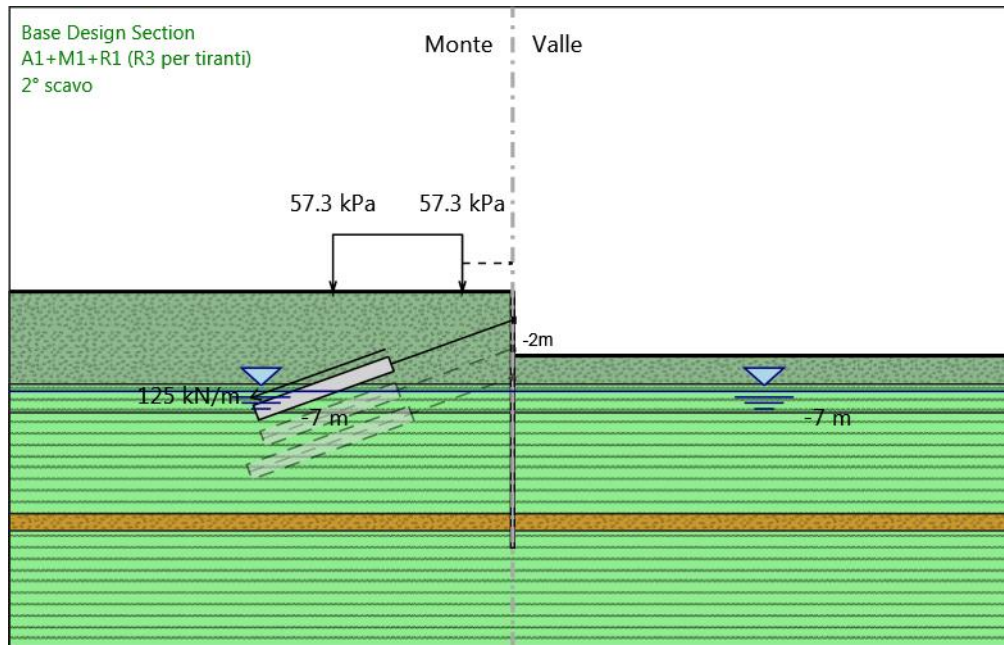 Base Design Section
A1+M1+R1 (R3 per tiranti)
2° scavo
Monte
Valle
57.3 kPa
57.3 kPa
-2m
125 kN/m
-7 m
-7 m